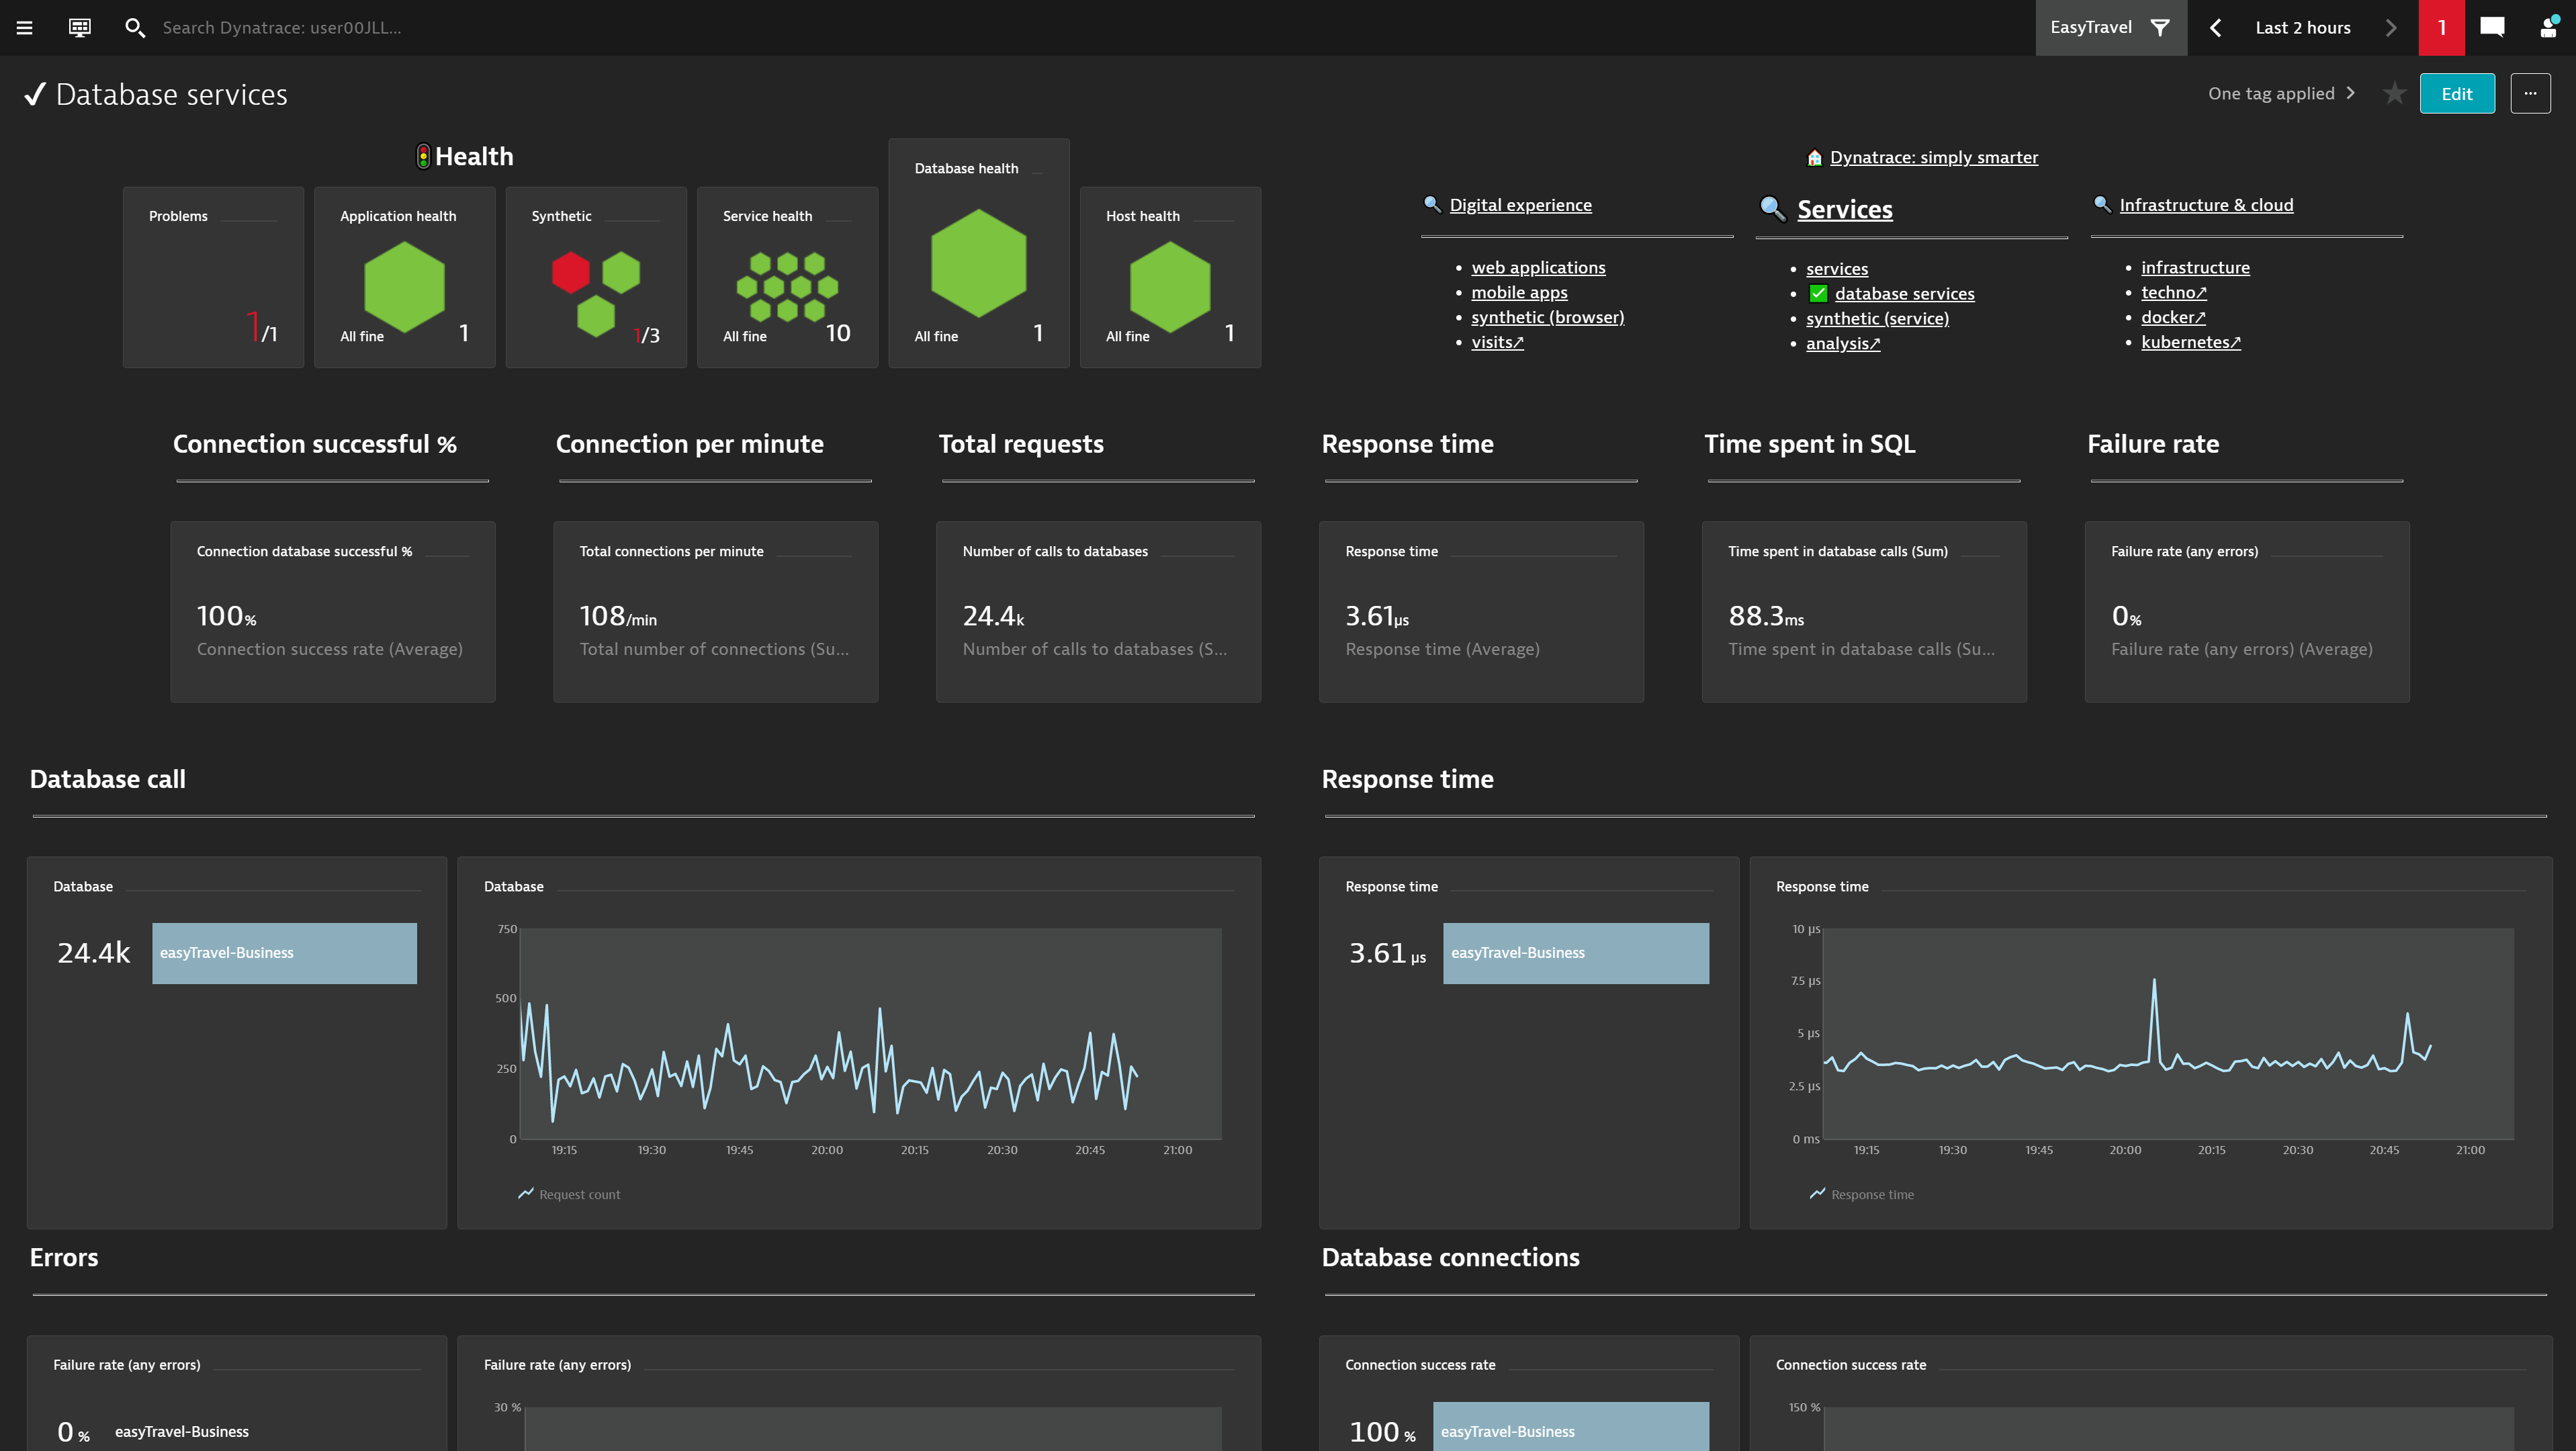 Search Dynatrace: user00JLL...
EasyTravel
Last 2 hours
1
Database services
One tag applied
Edit
...
Health
Problems
1/1
Application health
All fine
1
Synthetic
1/3
Service health
All fine
10
Database health
All fine
1
Host health
All fine
1
Dynatrace: simply smarter
Digital experience
• web applications
• mobile apps
• synthetic (browser)
• visits↗
Services
• services
• ✅ database services
• synthetic (service)
• analysis↗
Infrastructure & cloud
• infrastructure
• techno↗
• docker↗
• kubernetes↗
Connection successful %
Connection per minute
Total requests
Response time
Time spent in SQL
Failure rate
Connection database successful %
100%
Connection success rate (Average)
Total connections per minute
108/min
Total number of connections (Su...
Number of calls to databases
24.4k
Number of calls to databases (S...
Response time
3.61µs
Response time (Average)
Time spent in database calls (Sum)
88.3ms
Time spent in database calls (Su...
Failure rate (any errors)
0%
Failure rate (any errors) (Average)
Database call
Database
24.4k
easyTravel-Business
Database
750
500
250
0
19:15 19:30 19:45 20:00 20:15 20:30 20:45 21:00
Request count
Response time
Response time
3.61 µs
easyTravel-Business
Response time
10 µs
7.5 µs
5 µs
2.5 µs
0 ms
19:15 19:30 19:45 20:00 20:15 20:30 20:45 21:00
Response time
Errors
Failure rate (any errors)
0 %
easyTravel-Business
Failure rate (any errors)
30 %
Database connections
Connection success rate
100 %
easyTravel-Business
Connection success rate
150 %